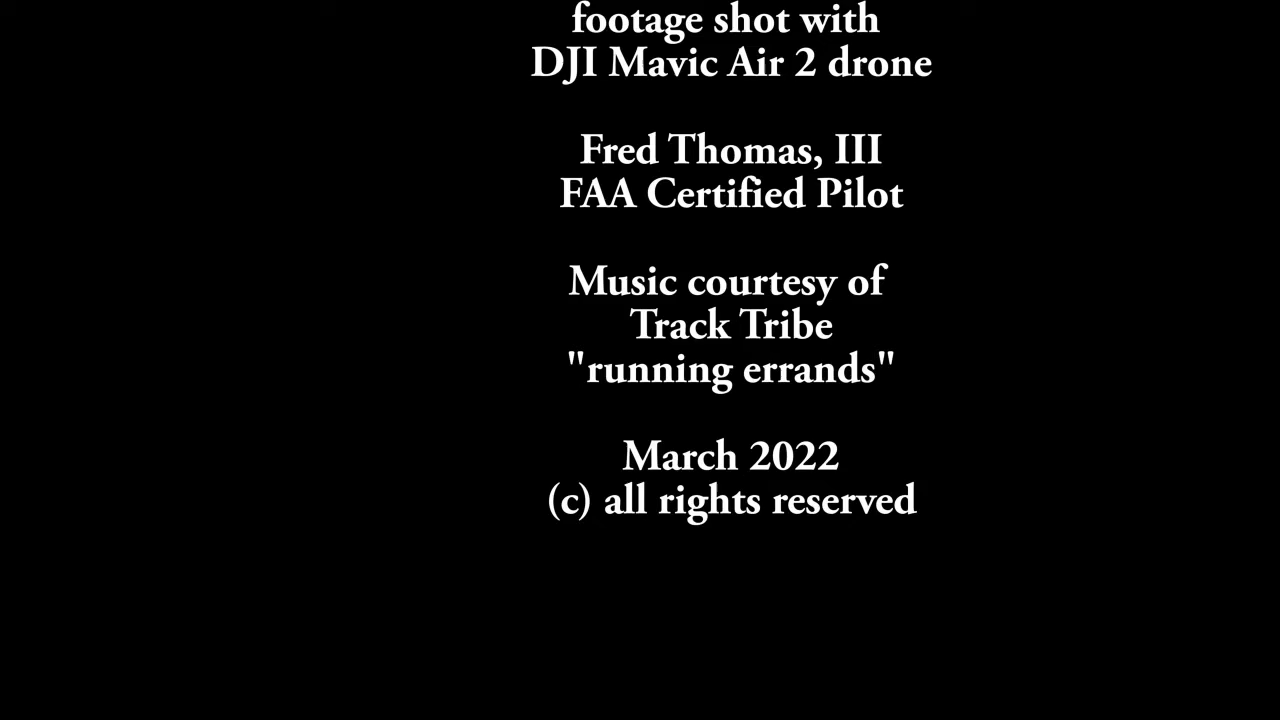 footage shot with
DJI Mavic Air 2 drone
Fred Thomas, III
FAA Certified Pilot
Music courtesy of
Track Tribe
"running errands"
March 2022
(c) all rights reserved